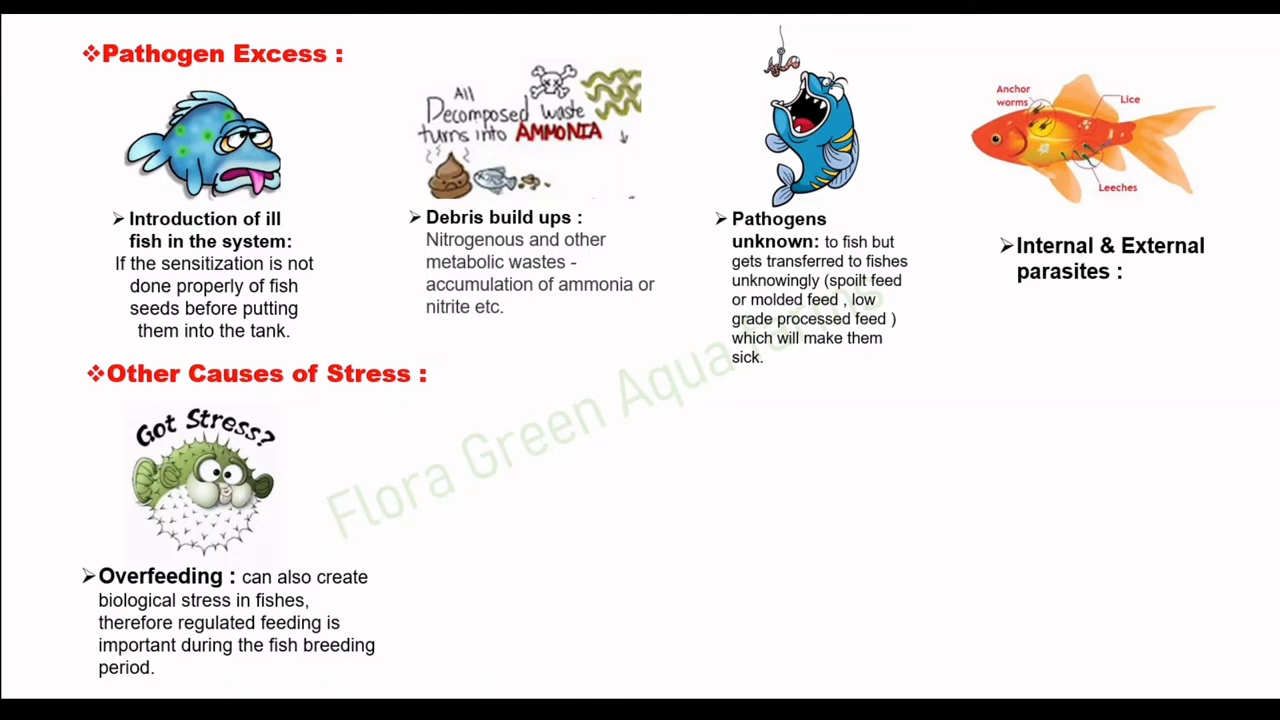 ❖Pathogen Excess :
All
Decomposed waste
turns into AMMONIA
Anchor
worms
Lice
Leeches
➢ Introduction of ill
fish in the system:
If the sensitization is not
done properly of fish
seeds before putting
them into the tank.
➢ Debris build ups :
Nitrogenous and other
metabolic wastes -
accumulation of ammonia or
nitrite etc.
➢ Pathogens
unknown: to fish but
gets transferred to fishes
unknowingly (spoilt feed
or molded feed , low
grade processed feed )
which will make them
sick.
➢Internal & External
parasites :
❖Other Causes of Stress :
Got Stress?
➢Overfeeding : can also create
biological stress in fishes,
therefore regulated feeding is
important during the fish breeding
period.
Flora Green Aqua farms